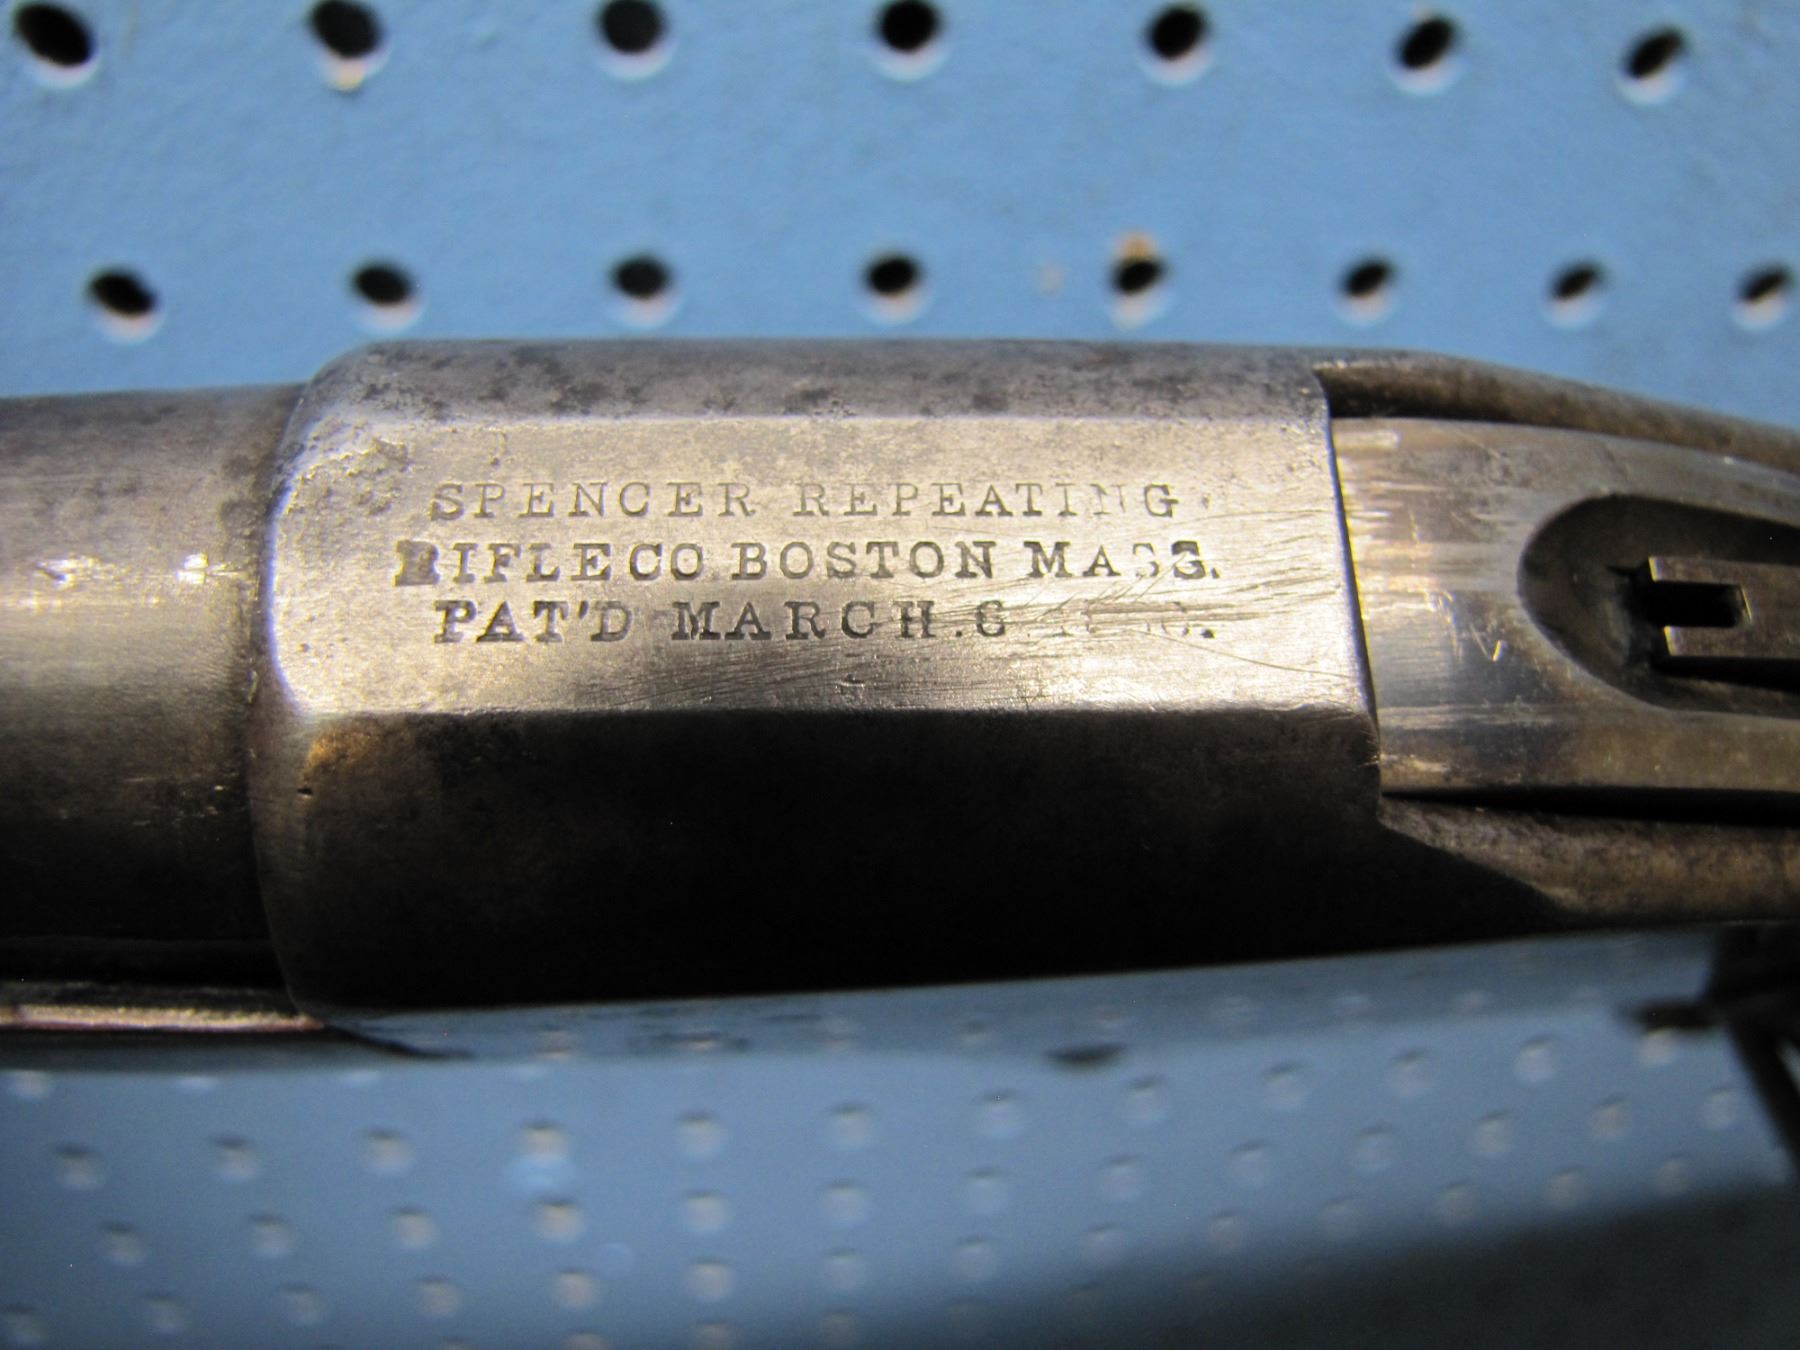 SPENCER REPEATING
RIFLE CO. BOSTON MASS.
PAT'D MARCH. 6